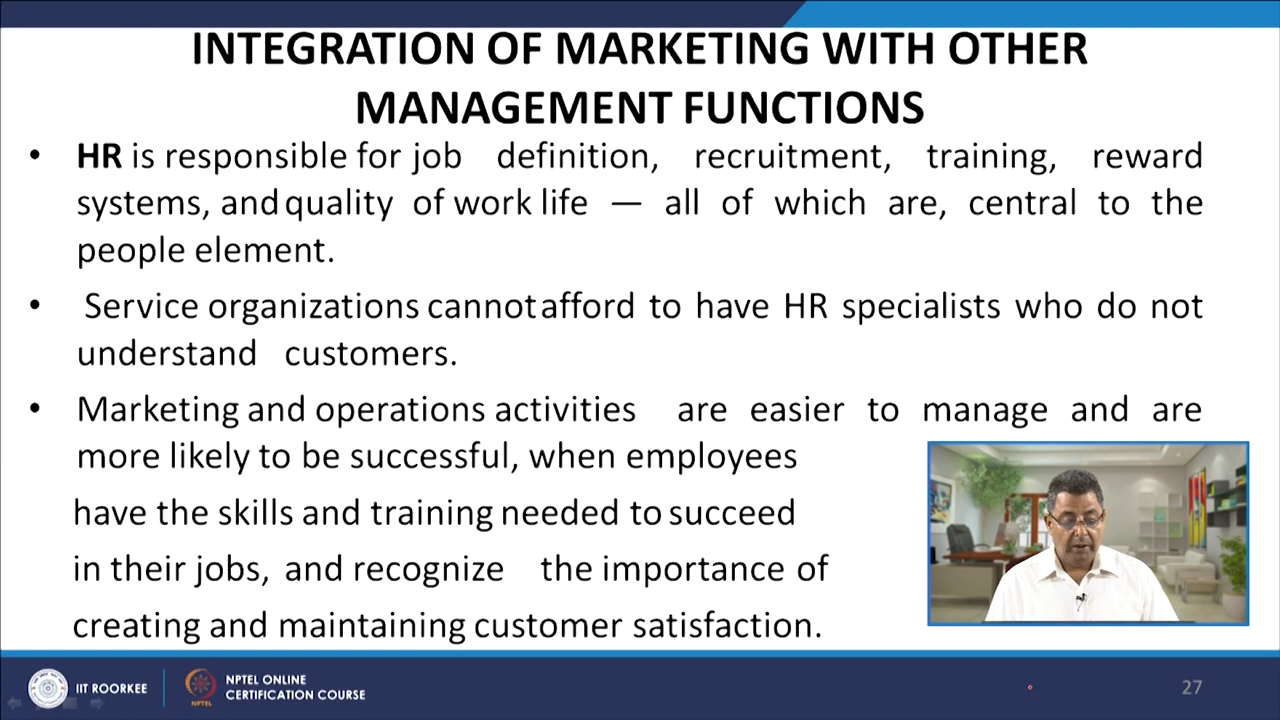 INTEGRATION OF MARKETING WITH OTHER
MANAGEMENT FUNCTIONS
• HR is responsible for job definition, recruitment, training, reward
systems, and quality of work life — all of which are, central to the
people element.
• Service organizations cannot afford to have HR specialists who do not
understand customers.
• Marketing and operations activities are easier to manage and are
more likely to be successful, when employees
have the skills and training needed to succeed
in their jobs, and recognize the importance of
creating and maintaining customer satisfaction.
IIT ROORKEE
NPTEL
NPTEL ONLINE
CERTIFICATION COURSE
27